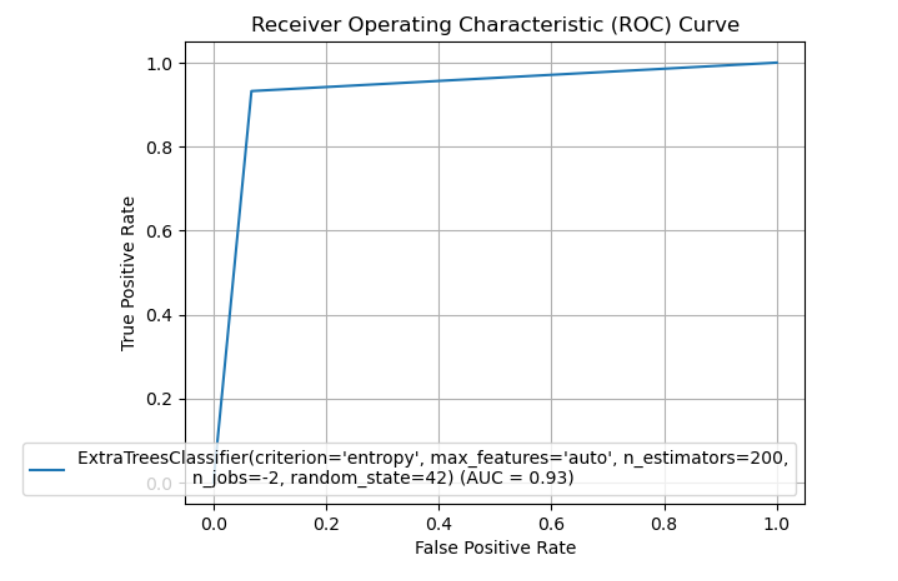 Receiver Operating Characteristic (ROC) Curve
1.0
0.8
0.6
0.4
0.2
0.0
True Positive Rate
ExtraTreesClassifier(criterion='entropy', max_features='auto', n_estimators=200,
n_jobs=-2, random_state=42) (AUC = 0.93)
0.0 0.2 0.4 0.6 0.8 1.0
False Positive Rate